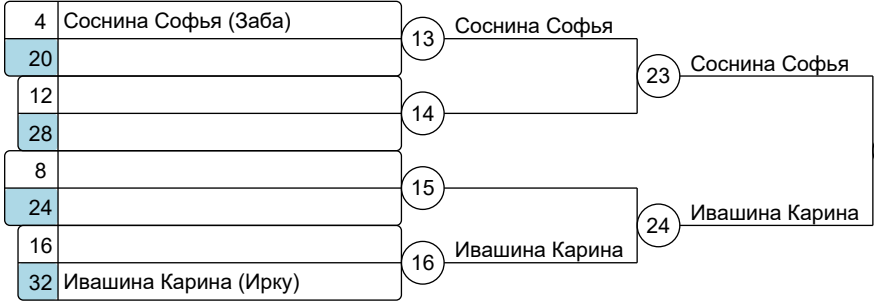 4 Соснина Софья (Заба)
13 Соснина Софья
20
23 Соснина Софья
12
14
28
8
15
24
24 Ивашина Карина
16
16 Ивашина Карина
32 Ивашина Карина (Ирку)